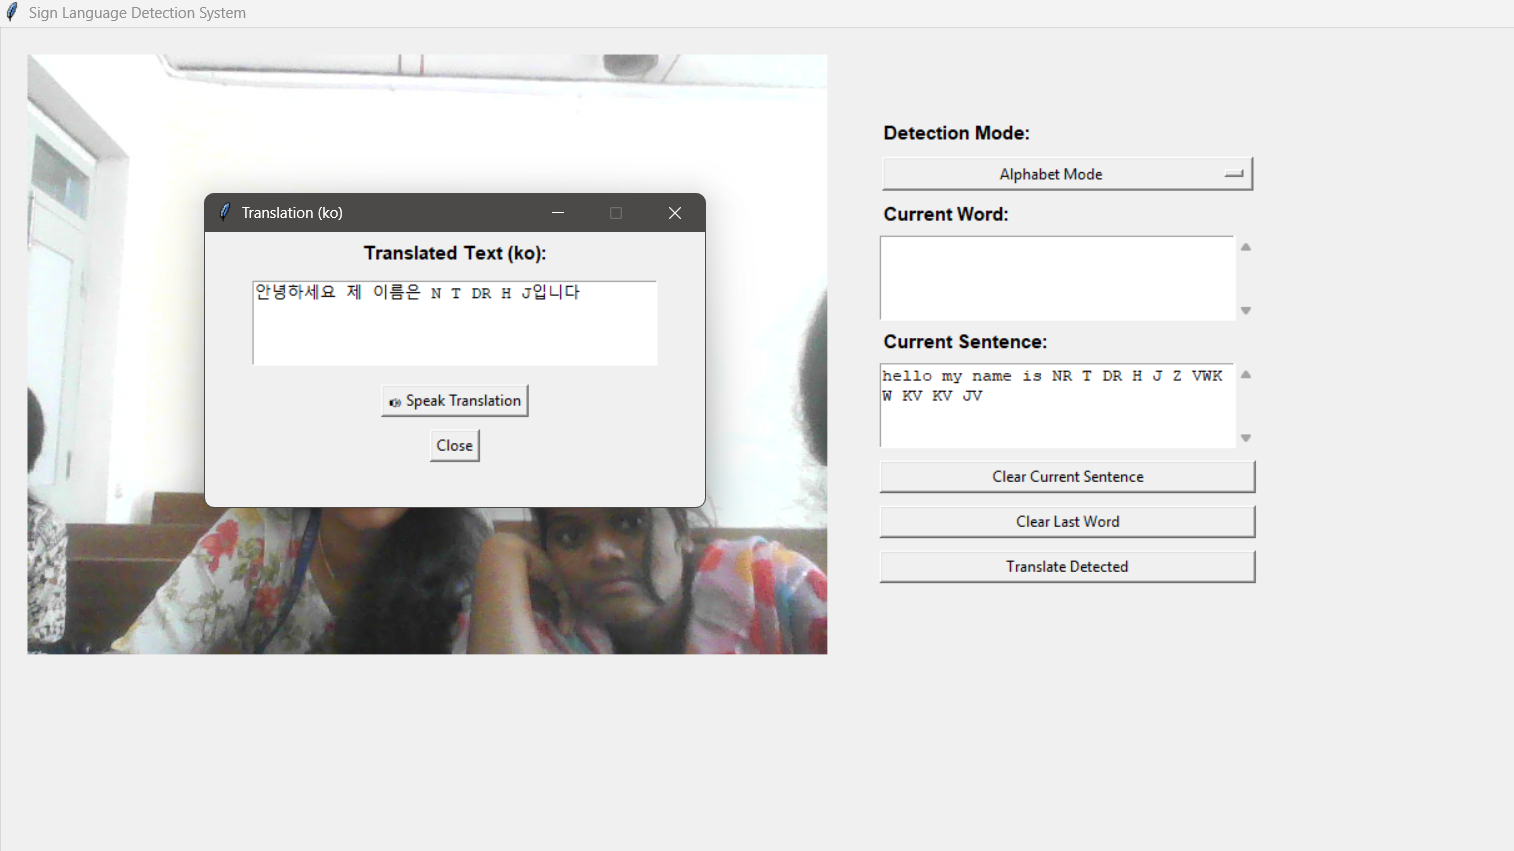 Sign Language Detection System
Translation (ko)
Translated Text (ko):
안녕하세요 제 이름은 N T DR H J입니다
Speak Translation
Close
Detection Mode:
Alphabet Mode
Current Word:
Current Sentence:
hello my name is NR T DR H J Z VWK
W KV KV JV
Clear Current Sentence
Clear Last Word
Translate Detected